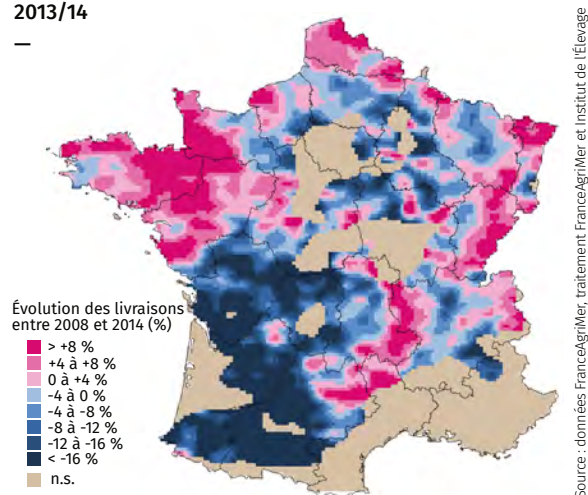 2013/14
—
Évolution des livraisons
entre 2008 et 2014 (%)
> +8 %
+4 à +8 %
0 à +4 %
-4 à 0 %
-4 à -8 %
-8 à -12 %
-12 à -16 %
< -16 %
n.s.
Source : données FranceAgriMer, traitement FranceAgriMer et Institut de l'Élevage